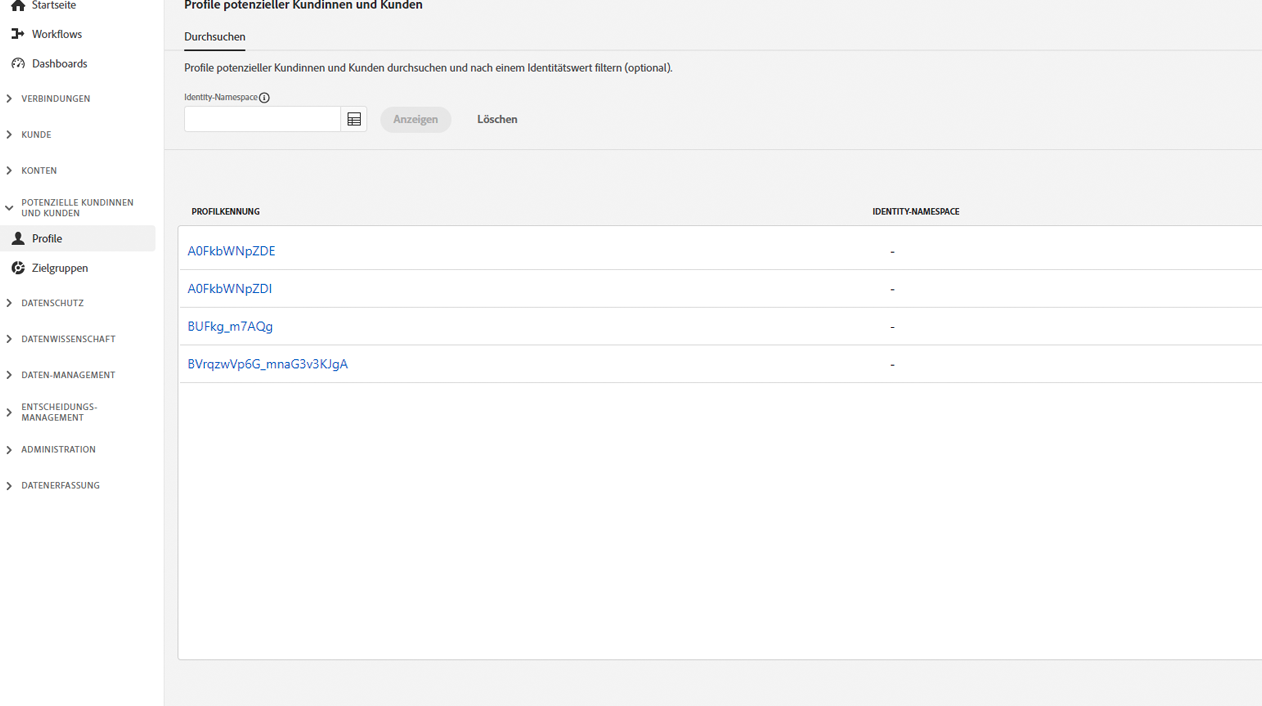 Startseite
Workflows
Dashboards
VERBINDUNGEN
KUNDE
KONTEN
POTENZIELLE KUNDINNEN
UND KUNDEN
Profile
Zielgruppen
DATENSCHUTZ
DATENWISSENSCHAFT
DATEN-MANAGEMENT
ENTSCHEIDUNGS-
MANAGEMENT
ADMINISTRATION
DATENERFASSUNG
Profile potenzieller Kundinnen und Kunden
Durchsuchen
Profile potenzieller Kundinnen und Kunden durchsuchen und nach einem Identitätswert filtern (optional).
Identity-Namespace
Anzeigen Löschen
PROFILKENNUNG IDENTITY-NAMESPACE
A0FkbWNpZDE -
A0FkbWNpZDI -
BUFkg_m7AQg -
BVrqzwVp6G_mnaG3v3KJgA -